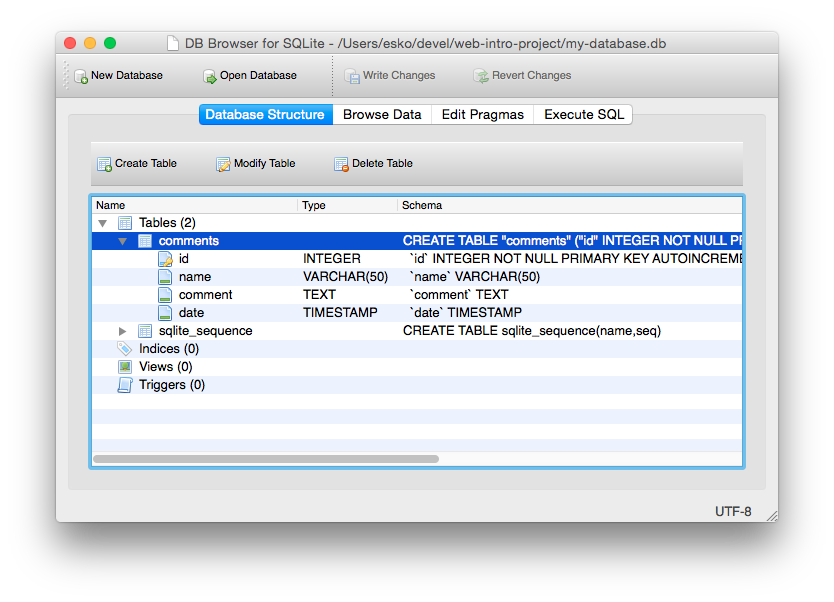 DB Browser for SQLite - /Users/esko/devel/web-intro-project/my-database.db
New Database Open Database Write Changes Revert Changes
Database Structure Browse Data Edit Pragmas Execute SQL
Create Table Modify Table Delete Table
Name Type Schema
Tables (2)
comments CREATE TABLE "comments" ("id" INTEGER NOT NULL
id INTEGER `id` INTEGER NOT NULL PRIMARY KEY AUTOINCREME
name VARCHAR(50) `name` VARCHAR(50)
comment TEXT `comment` TEXT
date TIMESTAMP `date` TIMESTAMP
sqlite_sequence CREATE TABLE sqlite_sequence(name,seq)
Indices (0)
Views (0)
Triggers (0)
UTF-8